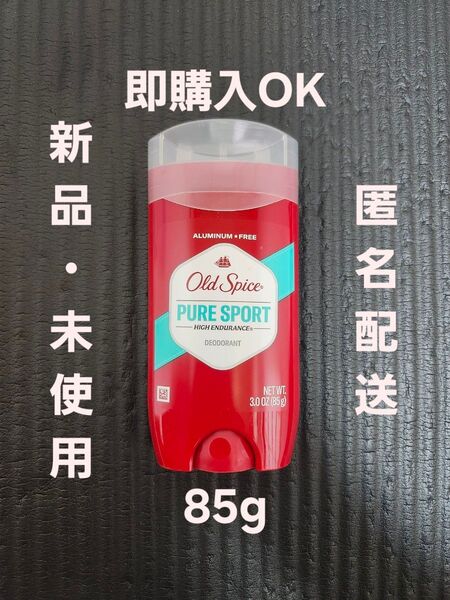 即購入OK
新品・未使用
匿名配送
ALUMINUM★FREE
Old Spice®
PURE SPORT
HIGH ENDURANCE®
DEODORANT
NET WT.
3.0 OZ (85g)
85g